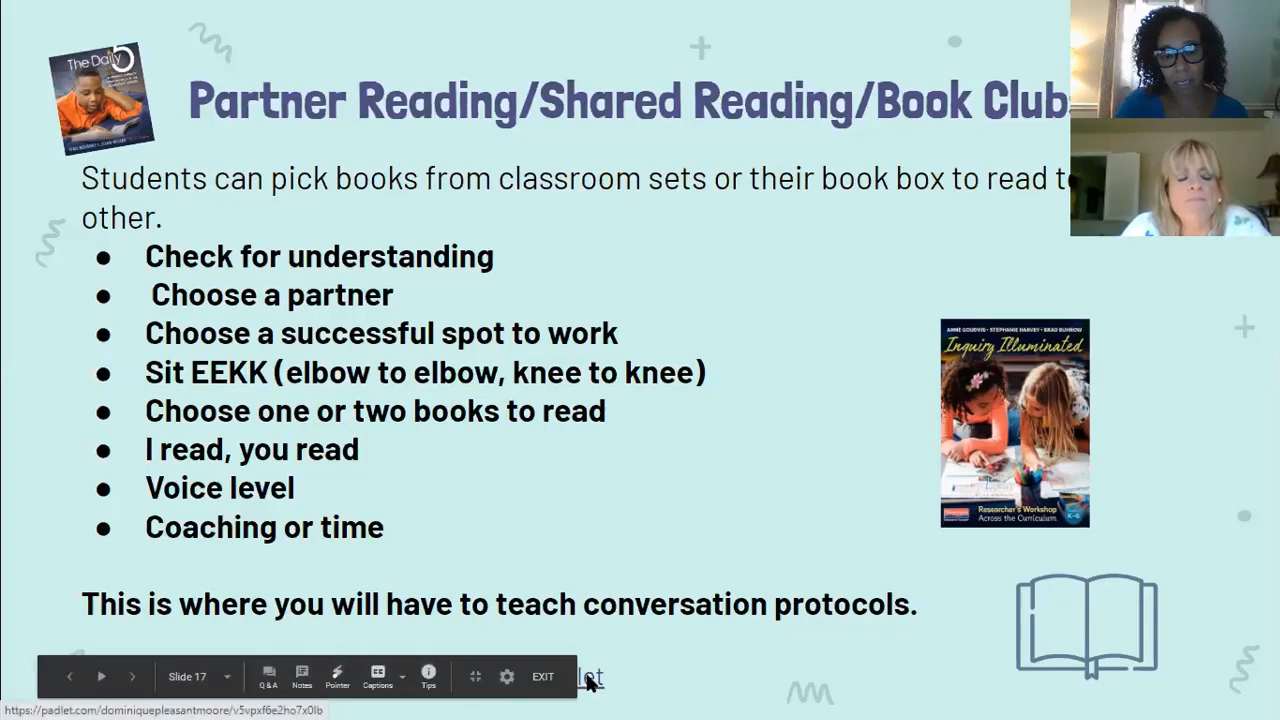 The Daily 5
Partner Reading/Shared Reading/Book Club
Students can pick books from classroom sets or their book box to read
other.
● Check for understanding
● Choose a partner
● Choose a successful spot to work
● Sit EEKK (elbow to elbow, knee to knee)
● Choose one or two books to read
● I read, you read
● Voice level
● Coaching or time
ANNE GOUDVIS · STEPHANIE HARVEY · BRAD BUHROW
Inquiry Illuminated
Researcher's Workshop
Across the Curriculum
K-6
This is where you will have to teach conversation protocols.
Slide 17
Q & A
Notes
Pointer
CC
Captions
Tips
EXIT
https://padlet.com/dominiquepleasantmoore/v5vpxf6e2ho7x0lb